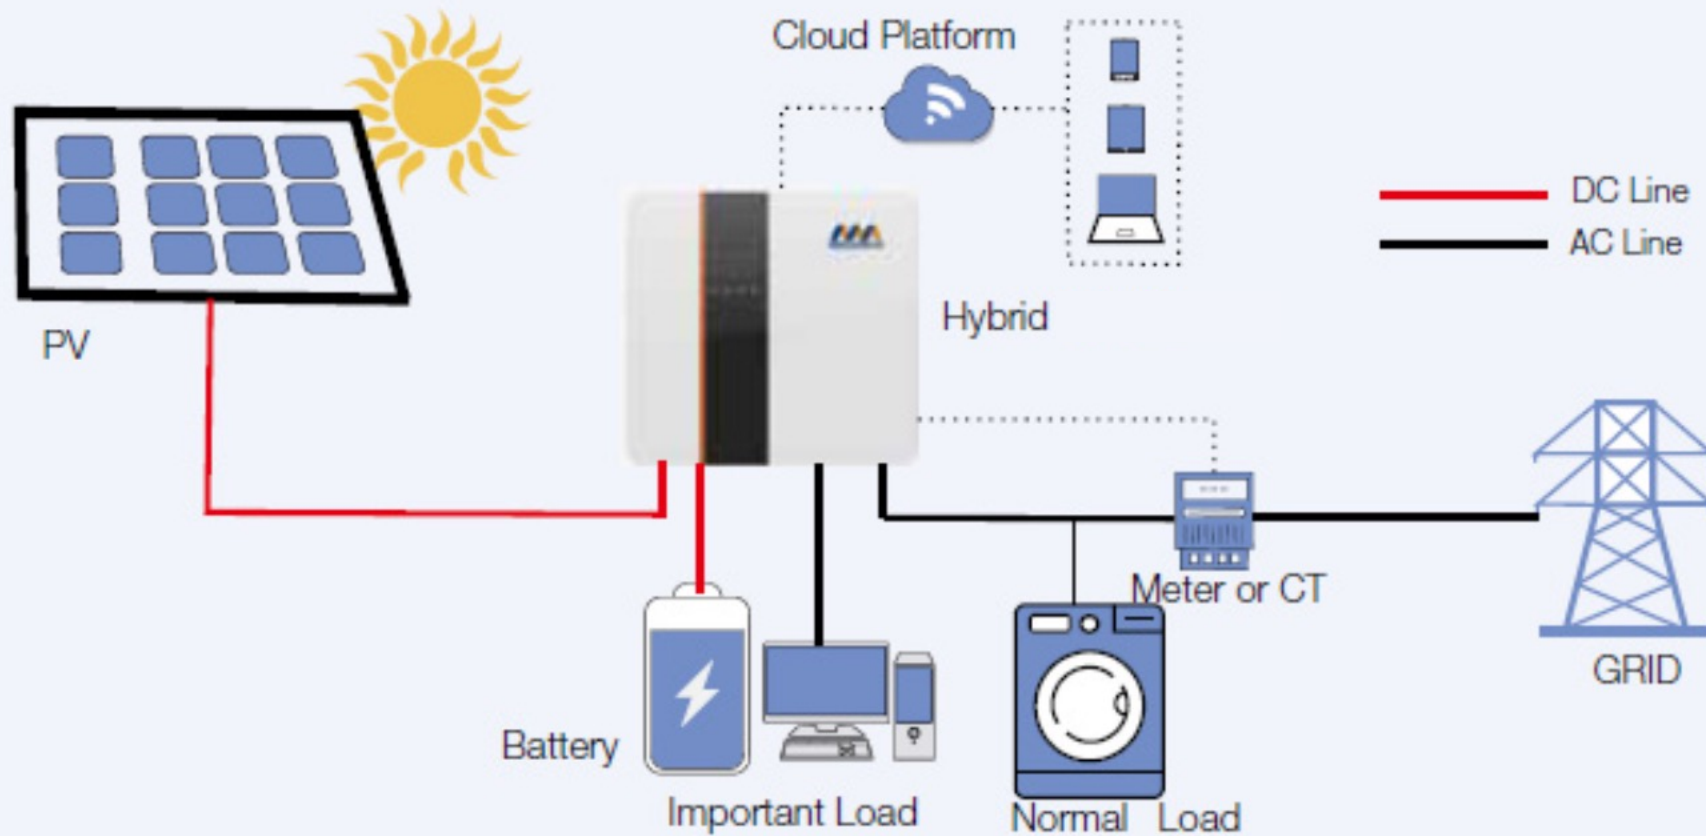 Cloud Platform
DC Line
AC Line
Hybrid
PV
Meter or CT
GRID
Battery
Important Load
Normal Load